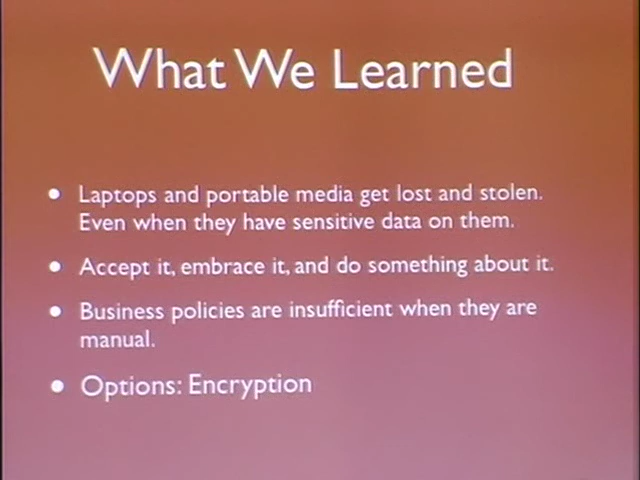 What We Learned
• Laptops and portable media get lost and stolen.
Even when they have sensitive data on them.
• Accept it, embrace it, and do something about it.
• Business policies are insufficient when they are
manual.
• Options: Encryption